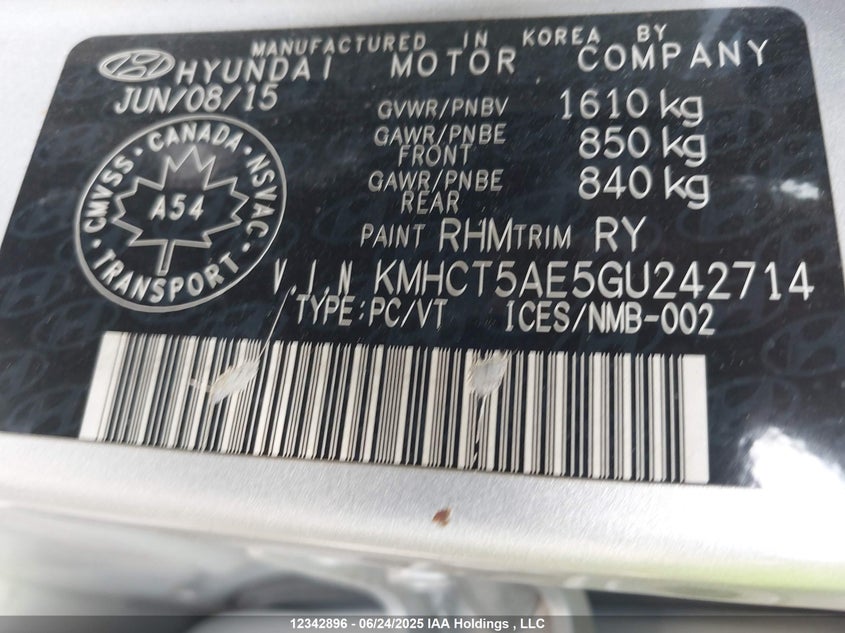 MANUFACTURED IN KOREA BY
HYUNDAI MOTOR COMPANY
JUN/08/15
GVWR/PNBV 1610 kg
GAWR/PNBE
FRONT 850 kg
GAWR/PNBE
REAR 840 kg
PAINT RHM TRIM RY
CMVSS · CANADA · NSVAC · TRANSPORT ·
A54
V.I.N KMHCT5AE5GU242714
TYPE:PC/VT ICES/NMB-002
12342896 - 06/24/2025 IAA Holdings , LLC